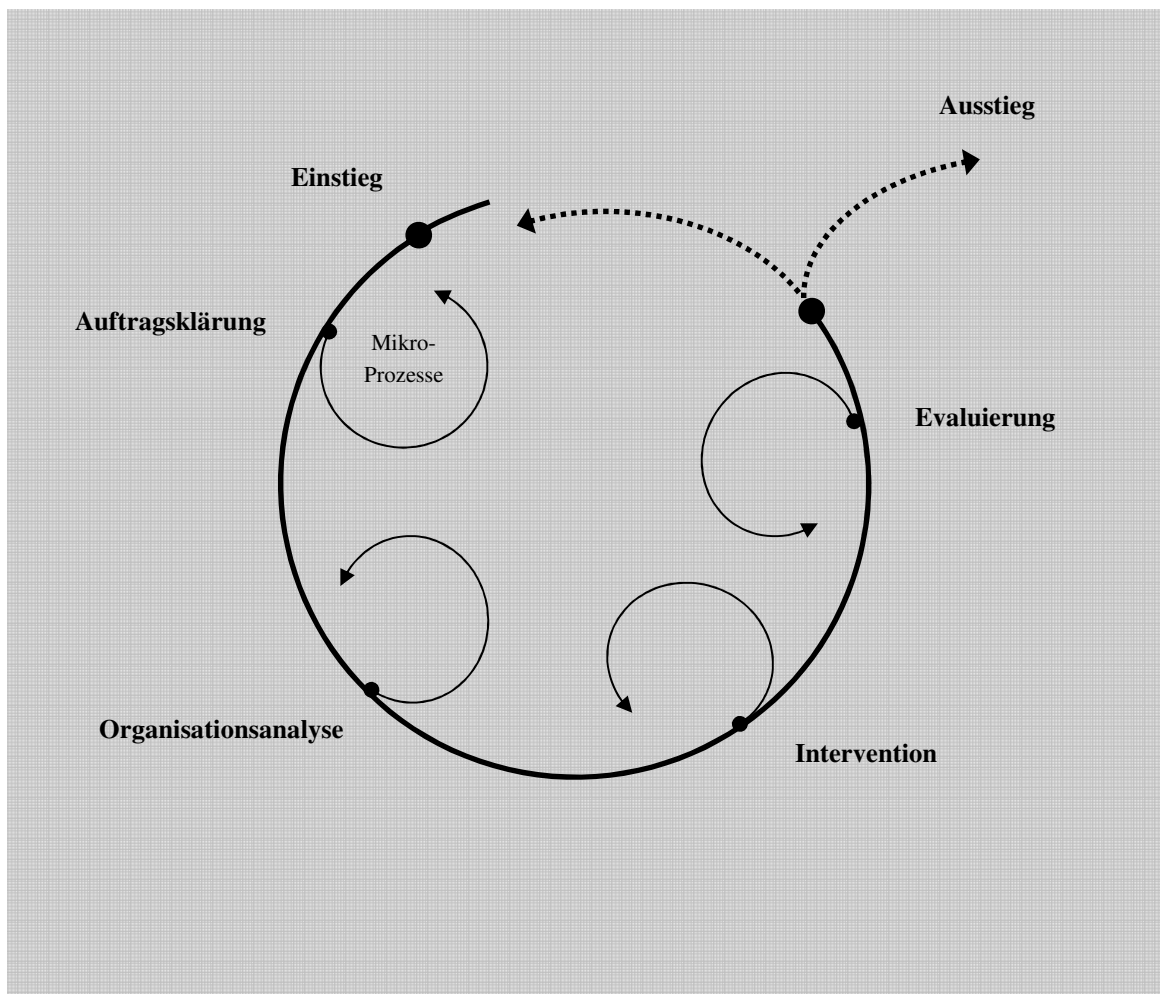 Ausstieg
Einstieg
Auftragsklärung
Mikro-
Prozesse
Evaluierung
Organisationsanalyse
Intervention